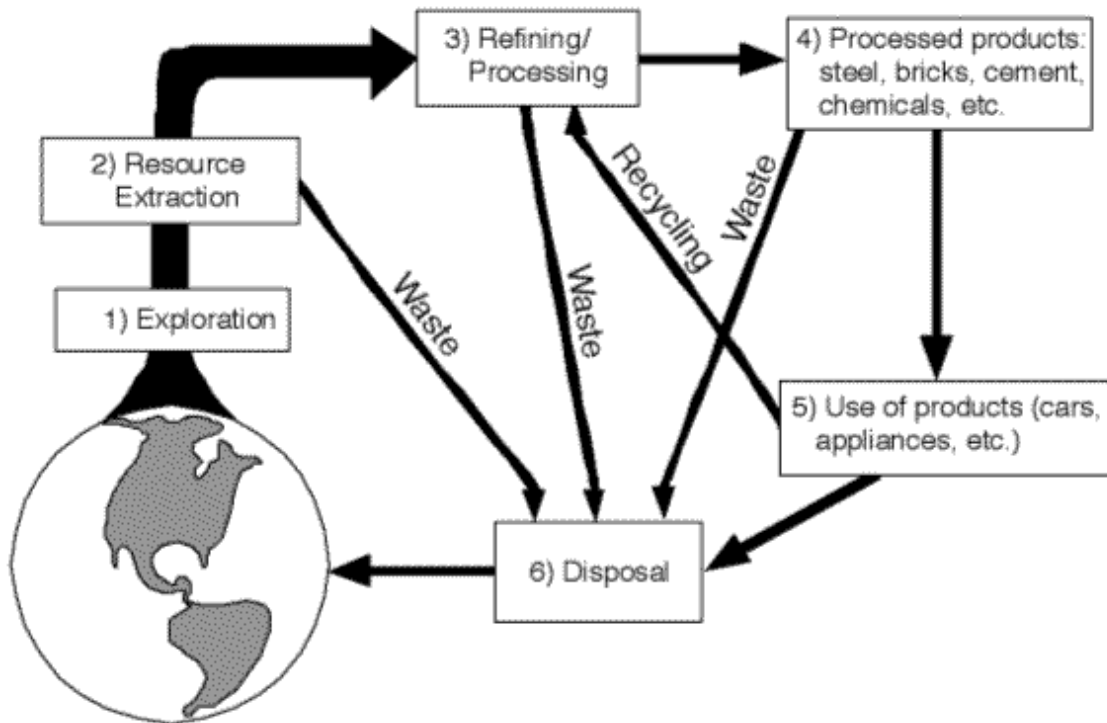 3) Refining/
Processing
4) Processed products:
steel, bricks, cement,
chemicals, etc.
2) Resource
Extraction
Recycling
Waste
Waste
Waste
1) Exploration
5) Use of products (cars,
appliances, etc.)
6) Disposal